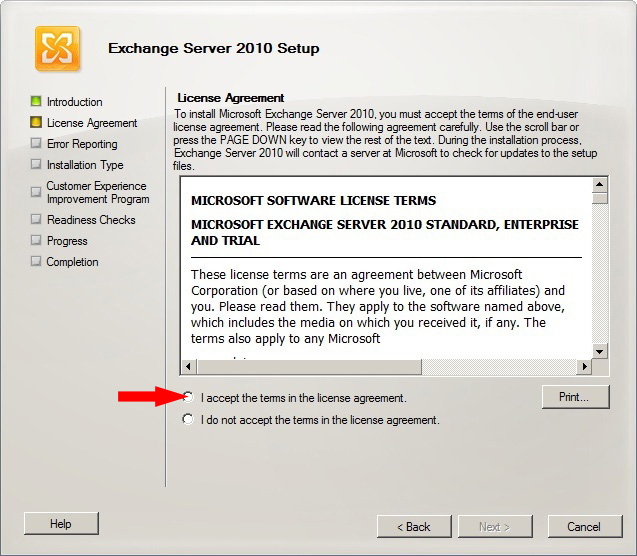 Exchange Server 2010 Setup
Introduction
License Agreement
Error Reporting
Installation Type
Customer Experience
Improvement Program
Readiness Checks
Progress
Completion
License Agreement
To install Microsoft Exchange Server 2010, you must accept the terms of the end-user
license agreement. Please read the following agreement carefully. Use the scroll bar or
press the PAGE DOWN key to view the rest of the text. During the installation process,
Exchange Server 2010 will contact a server at Microsoft to check for updates to the setup
files.
MICROSOFT SOFTWARE LICENSE TERMS
MICROSOFT EXCHANGE SERVER 2010 STANDARD, ENTERPRISE
AND TRIAL
These license terms are an agreement between Microsoft
Corporation (or based on where you live, one of its affiliates) and
you. Please read them. They apply to the software named above,
which includes the media on which you received it, if any. The
terms also apply to any Microsoft
I accept the terms in the license agreement.
Print...
I do not accept the terms in the license agreement.
Help
< Back
Next >
Cancel